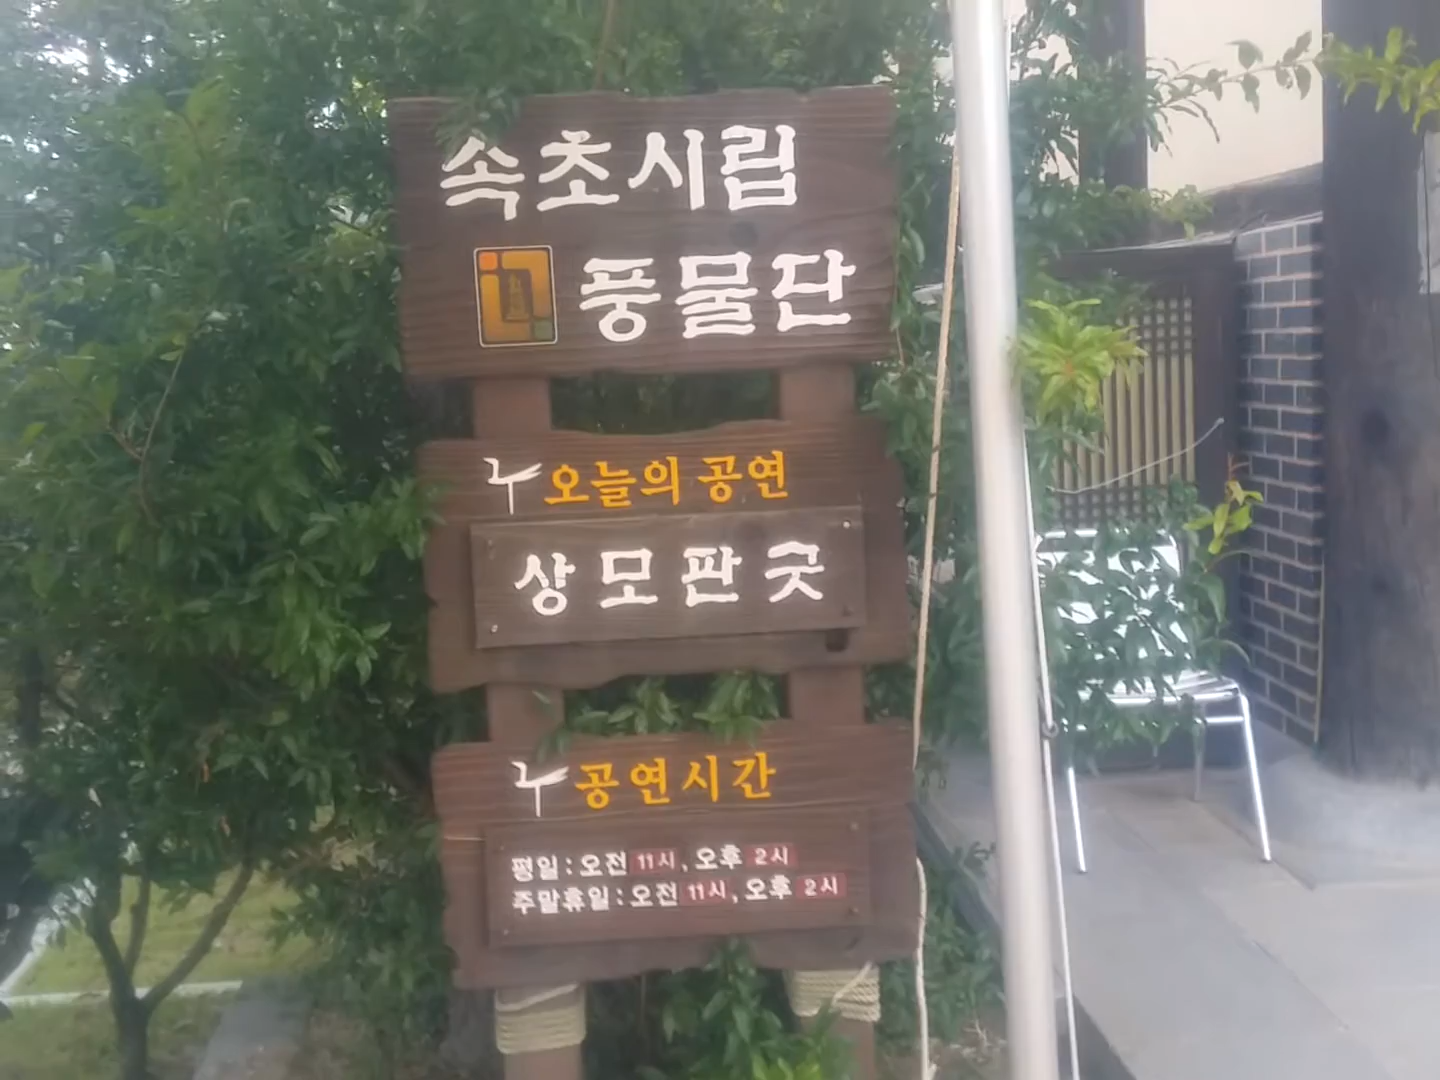 속초시립
풍물단
오늘의 공연
상모판굿
공연시간
평일 : 오전 11시, 오후 2시
주말휴일 : 오전 11시, 오후 2시